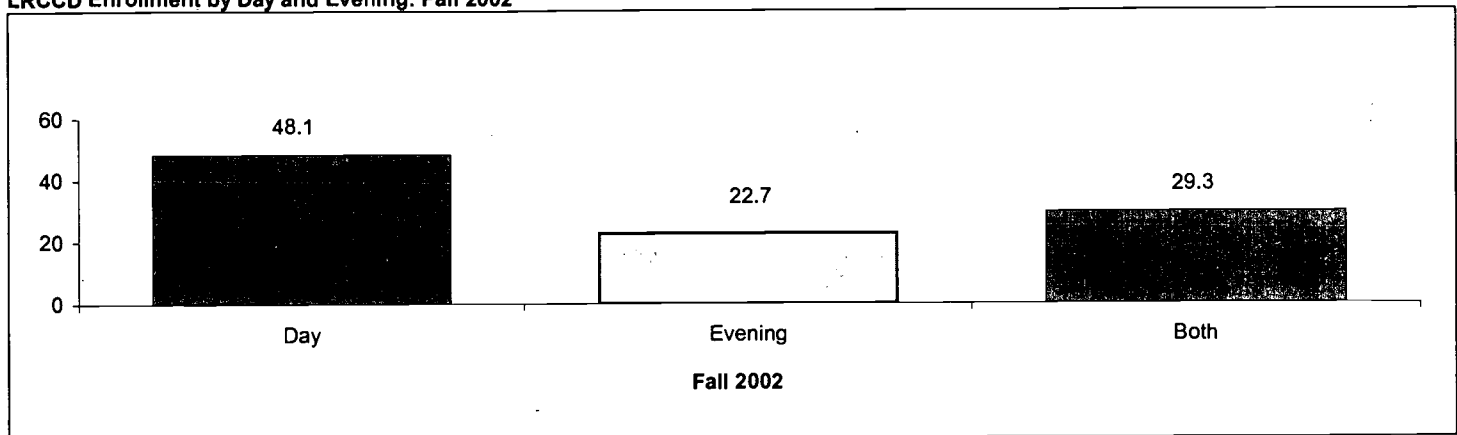 LRCCD Enrollment by Day and Evening: Fall 2002
60
40
20
0
48.1
22.7
29.3
Day
Evening
Both
Fall 2002